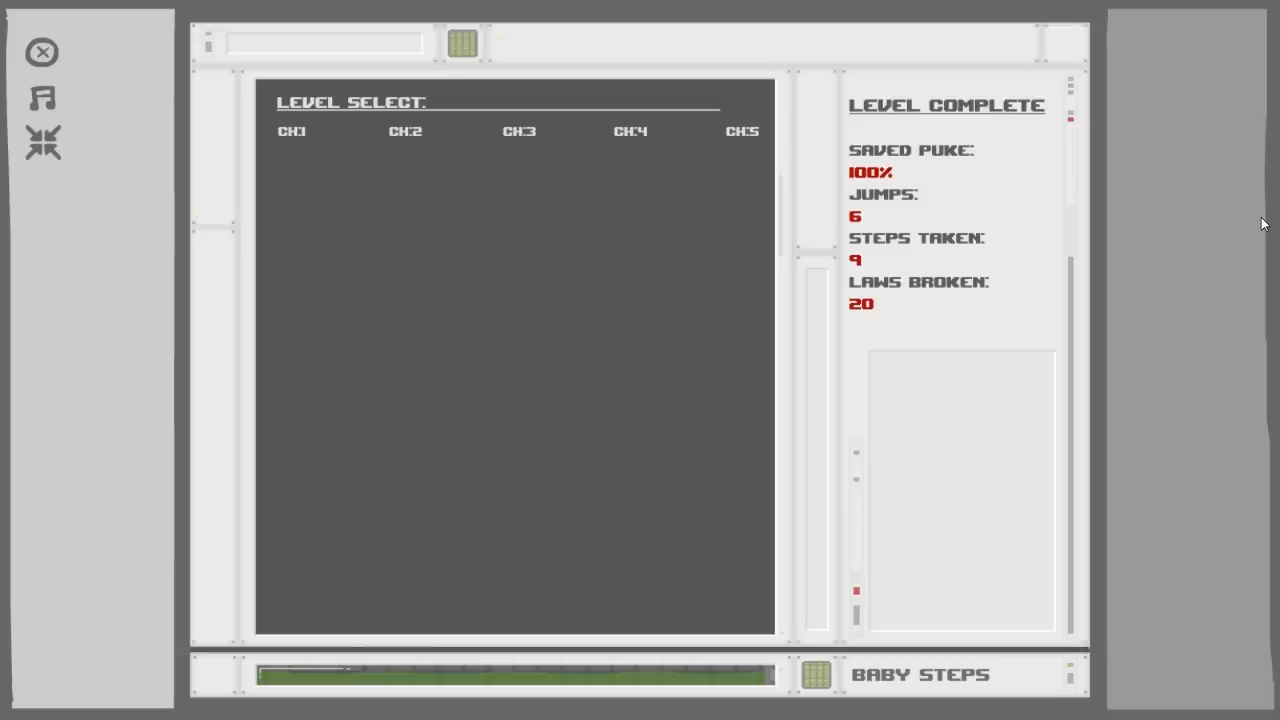 LEVEL SELECT:
CH:1 CH:2 CH:3 CH:4 CH:5
LEVEL COMPLETE
SAVED PUKE:
100%
JUMPS:
6
STEPS TAKEN:
9
LAWS BROKEN:
20
BABY STEPS